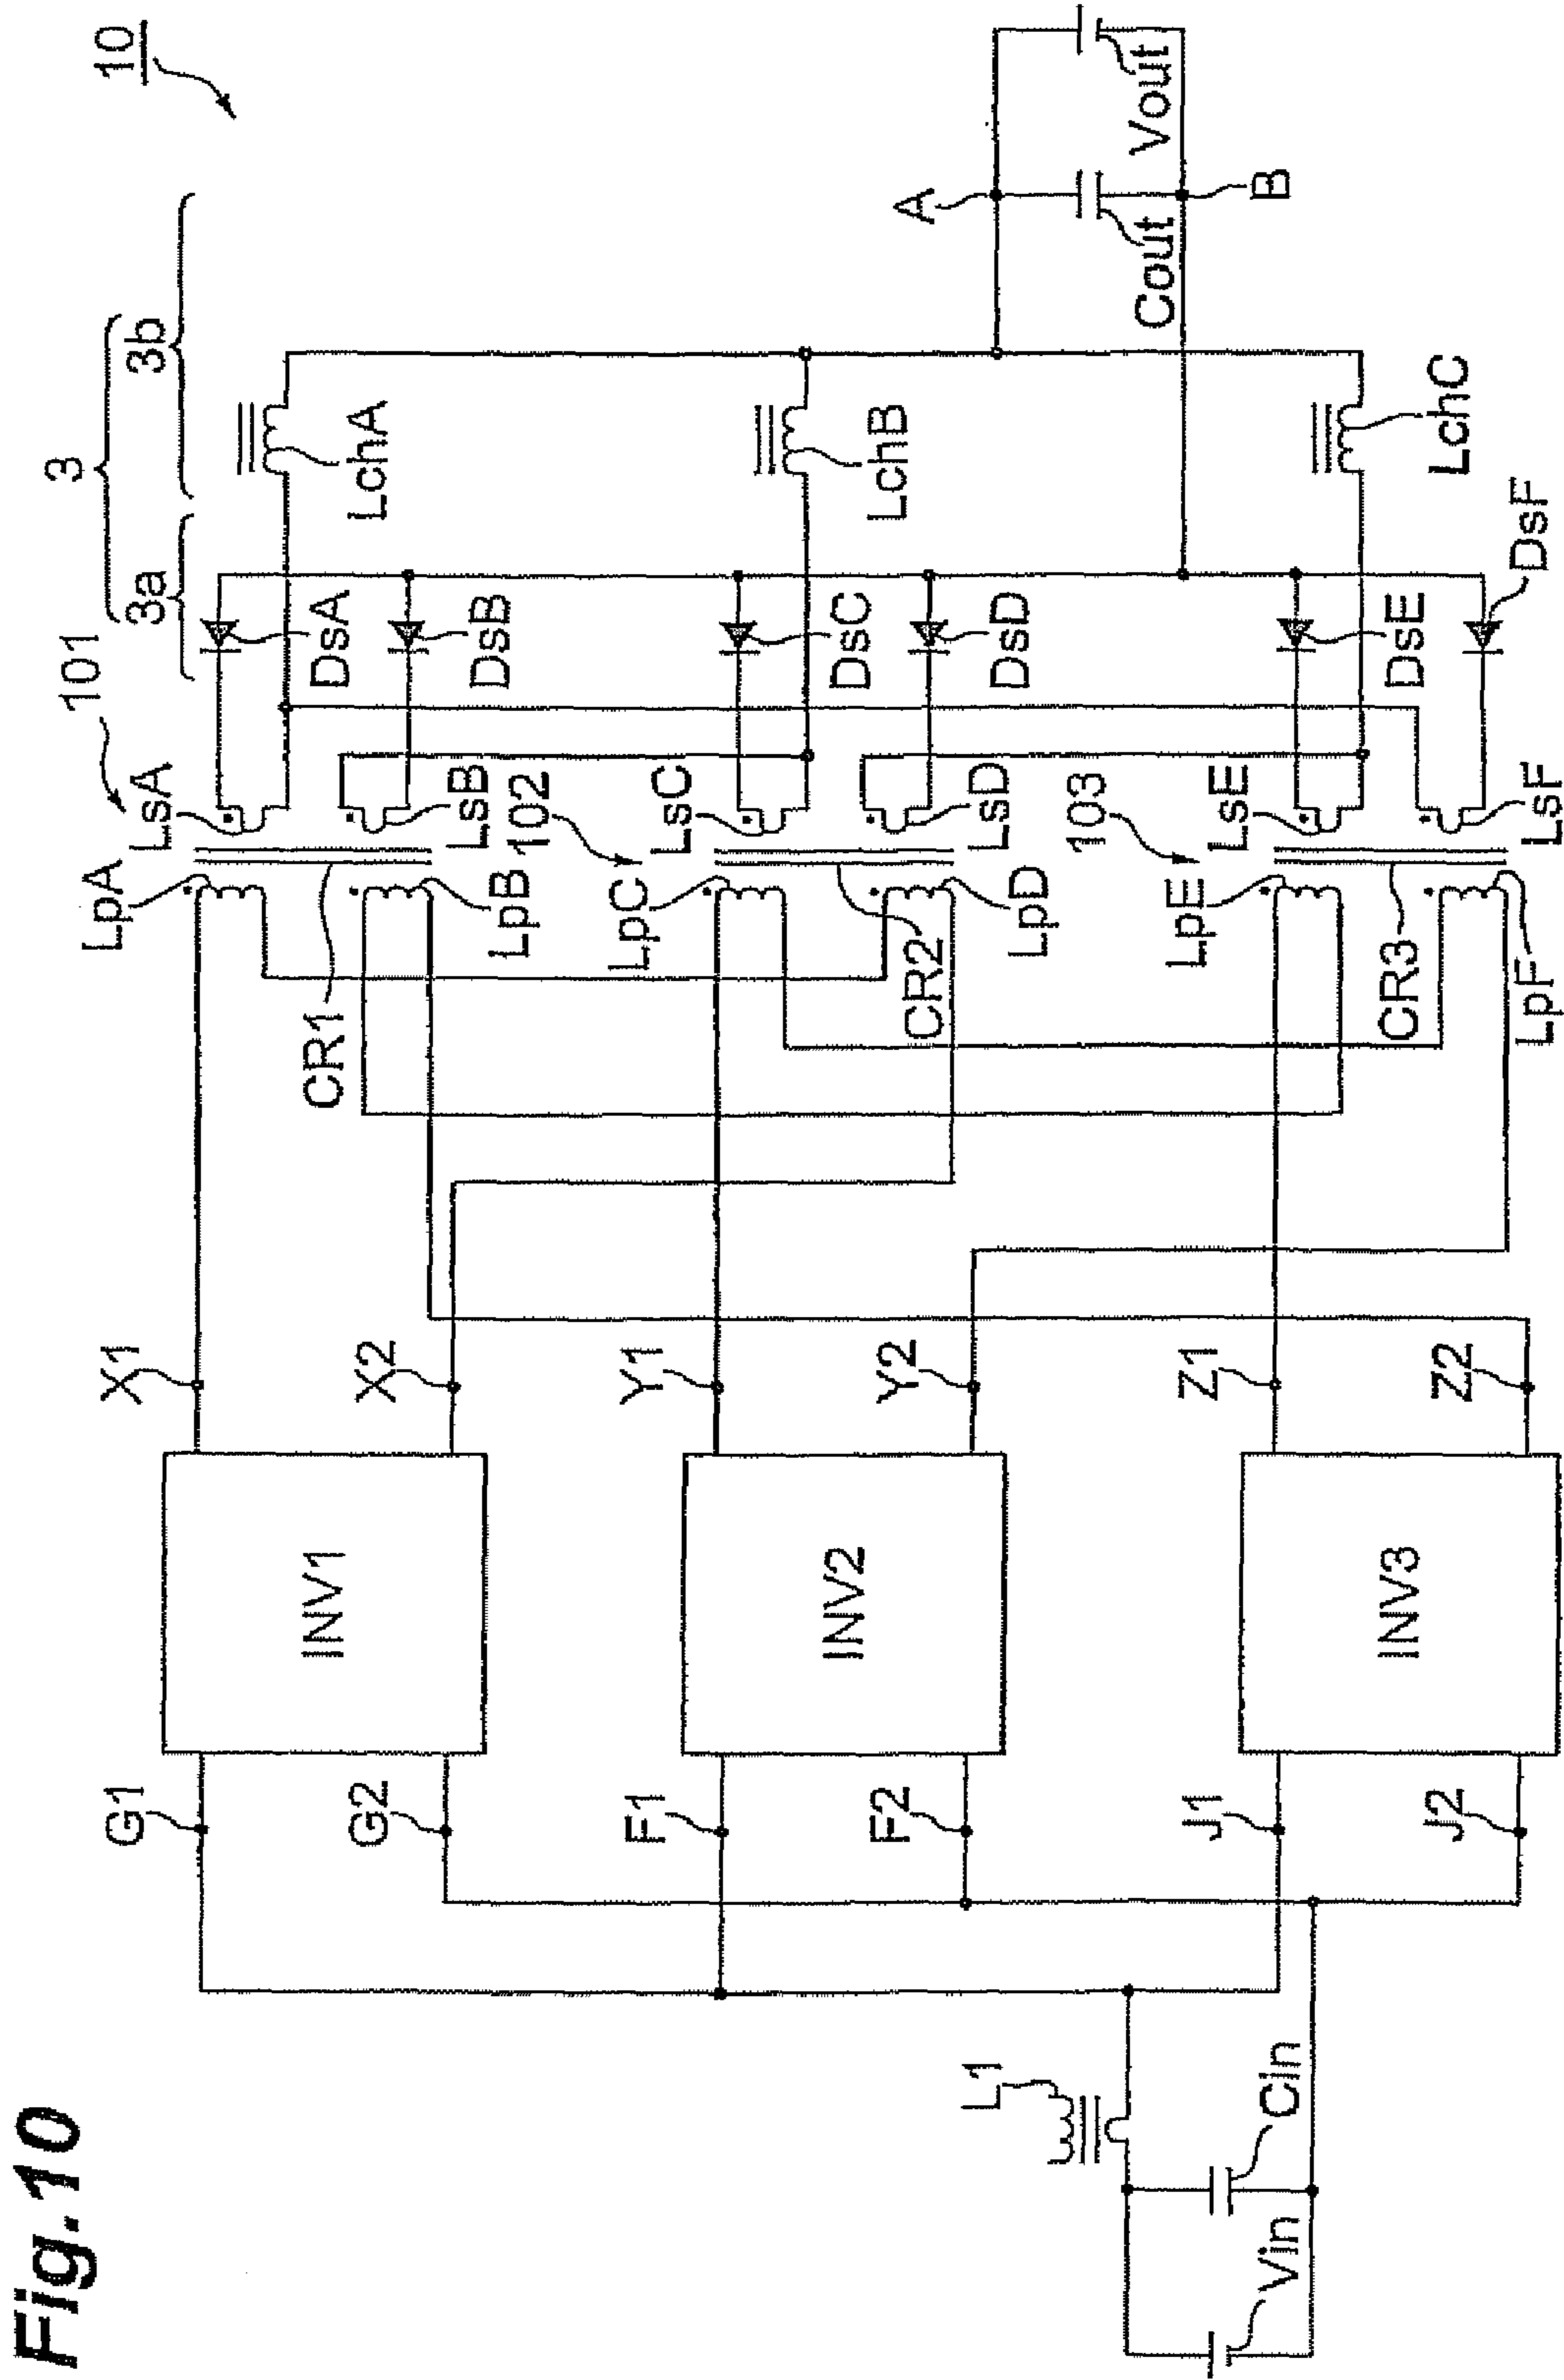 Fig.10
10
3
3a
3b
101
LpA
LsA
DsA
LchA
CR1
LpB
LsB
DsB
102
LpC
LsC
DsC
LchB
CR2
LpD
LsD
DsD
103
LpE
LsE
DsE
LchC
CR3
LpF
LsF
DsF
A
Cout
Vout
B
G1
INV1
X1
G2
X2
F1
INV2
Y1
F2
Y2
J1
INV3
Z1
J2
Z2
L1
Cin
Vin